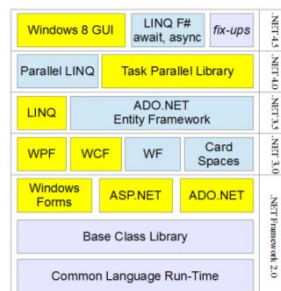 Windows 8 GUI
LINQ F#
await, async
fix-ups
.NET 4.5
Parallel LINQ
Task Parallel Library
.NET 4.0
LINQ
ADO.NET
Entity Framework
.NET 3.5
WPF
WCF
WF
Card
Spaces
.NET 3.0
Windows
Forms
ASP.NET
ADO.NET
Base Class Library
Common Language Run-Time
.NET Framework 2.0